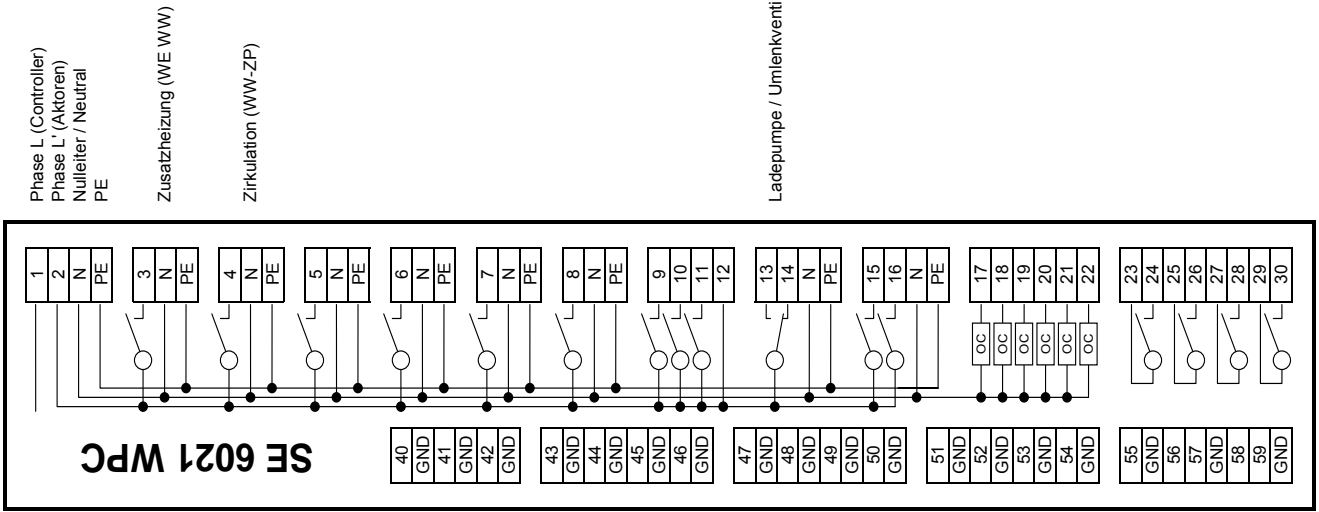 Phase L (Controller)
Phase L' (Aktoren)
Nulleiter / Neutral
PE
Zusatzheizung (WE WW)
Zirkulation (WW-ZP)
Ladepumpe / Umlenkventi
1
2
N
PE
3
N
PE
4
N
PE
5
N
PE
6
N
PE
7
N
PE
8
N
PE
9
10
11
12
13
14
N
PE
15
16
N
PE
17
18
19
20
21
22
23
24
25
26
27
28
29
30
OC
OC
OC
OC
OC
OC
SE 6021 WPC
40
GND
41
GND
42
GND
43
GND
44
GND
45
GND
46
GND
47
GND
48
GND
49
GND
50
GND
51
GND
52
GND
53
GND
54
GND
55
GND
56
57
GND
58
59
GND